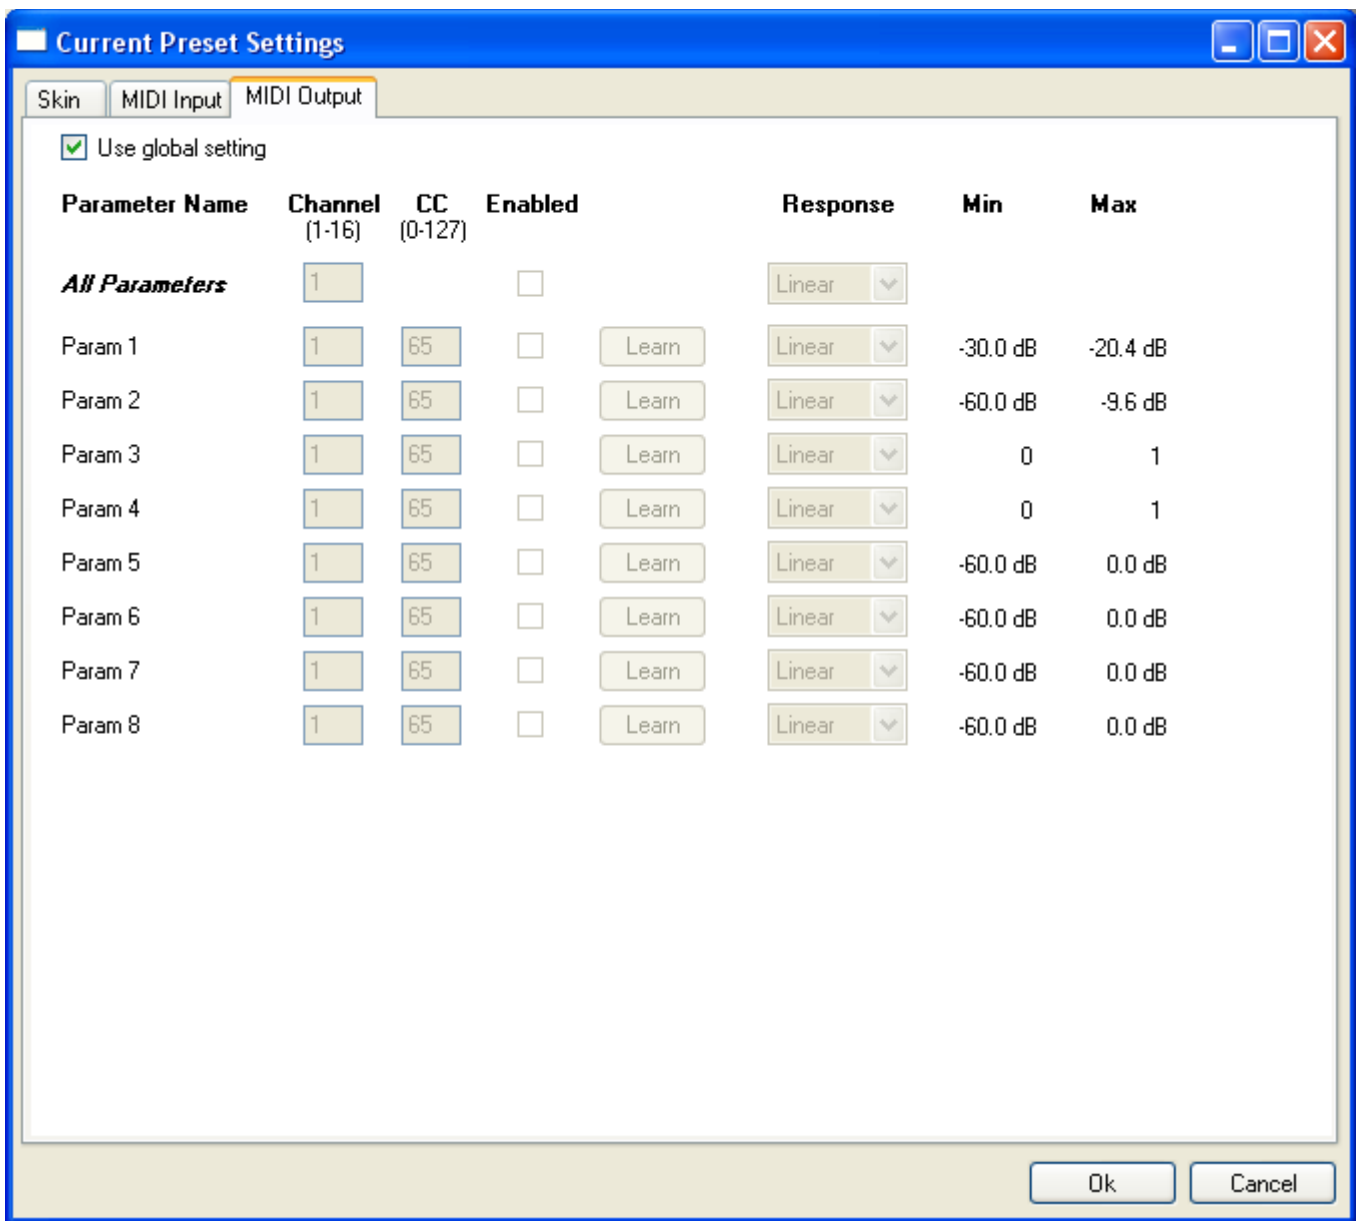 Current Preset Settings
Skin MIDI Input MIDI Output
Use global setting
Parameter Name Channel CC Enabled Response Min Max
(1-16) (0-127)
All Parameters 1 Linear
Param 1 1 65 Learn Linear -30.0 dB -20.4 dB
Param 2 1 65 Learn Linear -60.0 dB -9.6 dB
Param 3 1 65 Learn Linear 0 1
Param 4 1 65 Learn Linear 0 1
Param 5 1 65 Learn Linear -60.0 dB 0.0 dB
Param 6 1 65 Learn Linear -60.0 dB 0.0 dB
Param 7 1 65 Learn Linear -60.0 dB 0.0 dB
Param 8 1 65 Learn Linear -60.0 dB 0.0 dB
Ok Cancel